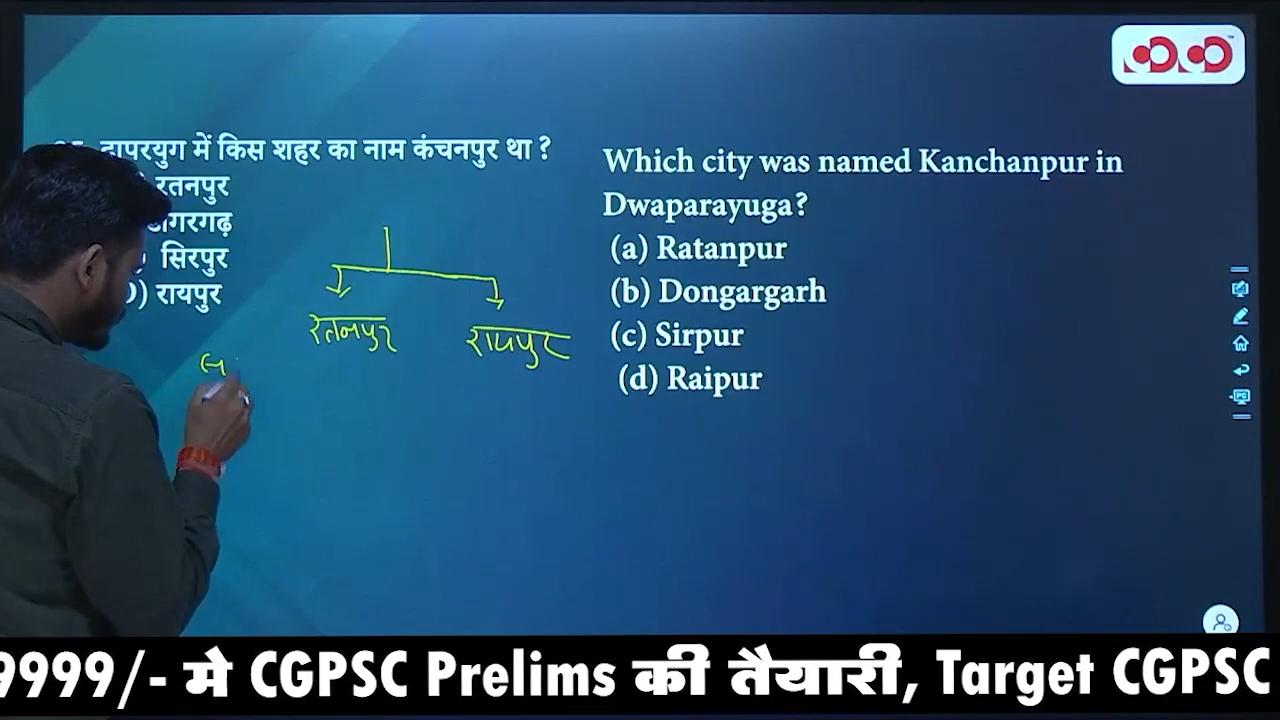 द्वापरयुग में किस शहर का नाम कंचनपुर था ?
रतनपुर
सिरपुर
रायपुर
Which city was named Kanchanpur in
Dwaparayuga?
(a) Ratanpur
(b) Dongargarh
(c) Sirpur
(d) Raipur
रतनपुर
रायपुर
9999/- मे CGPSC Prelims की तैयारी, Target CGPSC